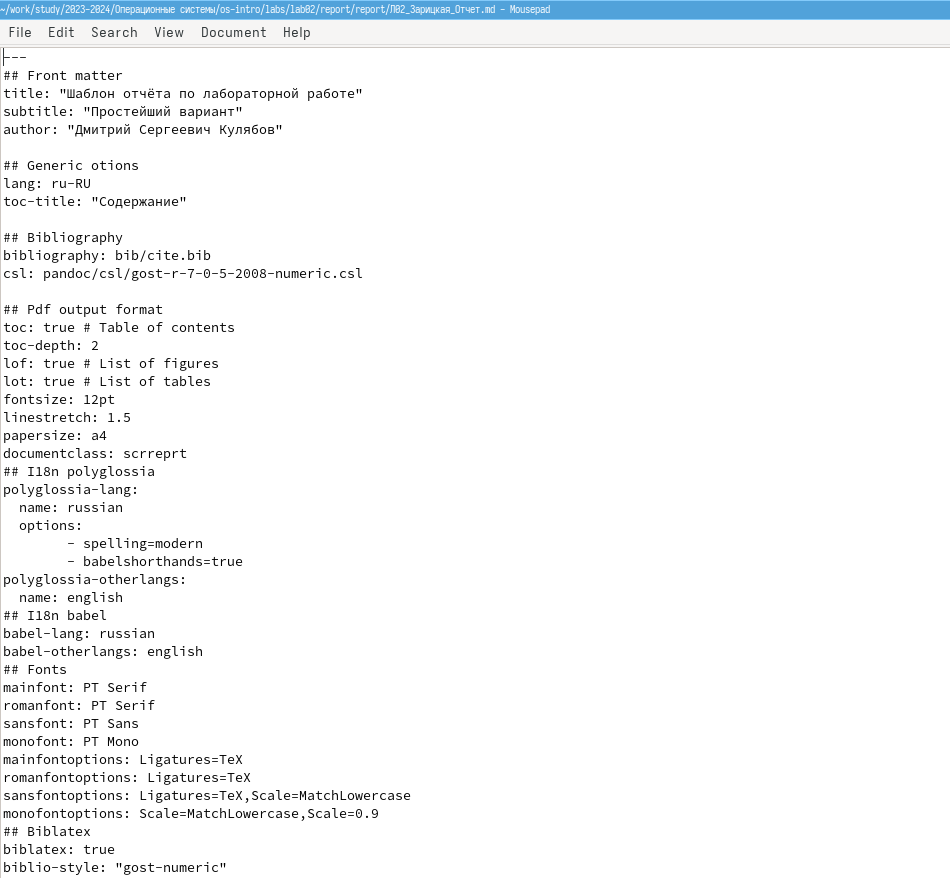 ~/work/study/2023-2024/Операционные системы/os-intro/labs/lab02/report/report/Л02_Зарицкая_Отчет.md - Mousepad
File Edit Search View Document Help
---
## Front matter
title: "Шаблон отчёта по лабораторной работе"
subtitle: "Простейший вариант"
author: "Дмитрий Сергеевич Кулябов"
## Generic otions
lang: ru-RU
toc-title: "Содержание"
## Bibliography
bibliography: bib/cite.bib
csl: pandoc/csl/gost-r-7-0-5-2008-numeric.csl
## Pdf output format
toc: true # Table of contents
toc-depth: 2
lof: true # List of figures
lot: true # List of tables
fontsize: 12pt
linestretch: 1.5
papersize: a4
documentclass: scrreprt
## I18n polyglossia
polyglossia-lang:
  name: russian
  options:
	- spelling=modern
	- babelshorthands=true
polyglossia-otherlangs:
  name: english
## I18n babel
babel-lang: russian
babel-otherlangs: english
## Fonts
mainfont: PT Serif
romanfont: PT Serif
sansfont: PT Sans
monofont: PT Mono
mainfontoptions: Ligatures=TeX
romanfontoptions: Ligatures=TeX
sansfontoptions: Ligatures=TeX,Scale=MatchLowercase
monofontoptions: Scale=MatchLowercase,Scale=0.9
## Biblatex
biblatex: true
biblio-style: "gost-numeric"